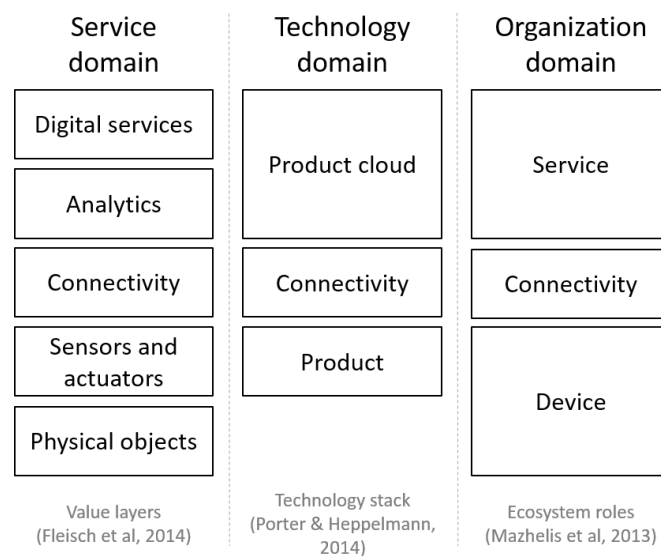 Service
domain
Technology
domain
Organization
domain
Digital services
Analytics
Connectivity
Sensors and
actuators
Physical objects
Product cloud
Connectivity
Product
Service
Connectivity
Device
Value layers
(Fleisch et al, 2014)
Technology stack
(Porter & Heppelmann,
2014)
Ecosystem roles
(Mazhelis et al, 2013)